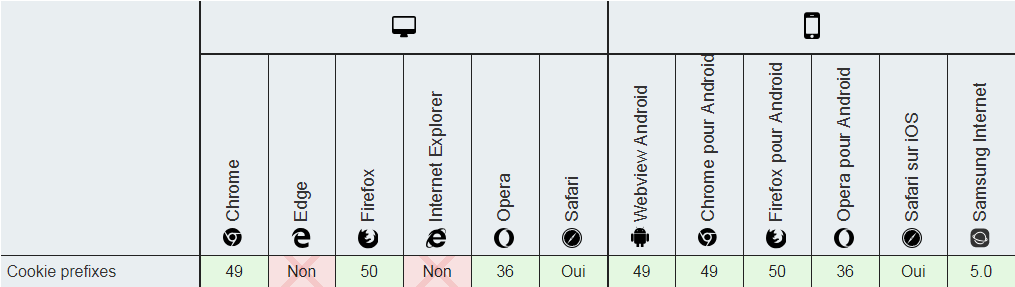 Chrome
Edge
Firefox
Internet Explorer
Opera
Safari
Webview Android
Chrome pour Android
Firefox pour Android
Opera pour Android
Safari sur iOS
Samsung Internet
Cookie prefixes 49 Non 50 Non 36 Oui 49 49 50 36 Oui 5.0